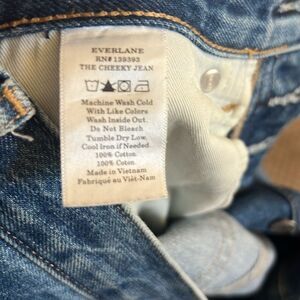 EVERLANE
RN# 139393
THE CHEEKY JEAN
Machine Wash Cold
With Like Colors
Wash Inside Out.
Do Not Bleach
Tumble Dry Low.
Cool Iron if Needed.
100% Cotton.
100% Coton.
Made in Vietnam
Fabriqué au Viêt-Nam